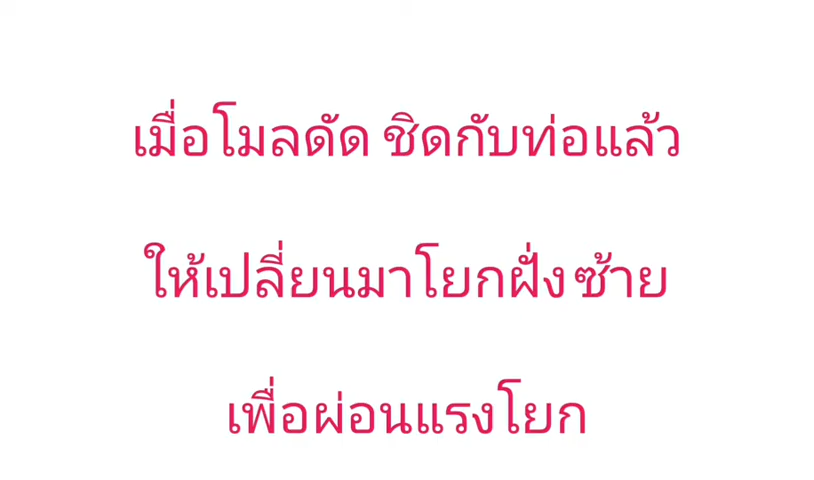 เมื่อโมลดัด ชิดกับท่อแล้ว
ให้เปลี่ยนมาโยกฝั่งซ้าย
เพื่อผ่อนแรงโยก